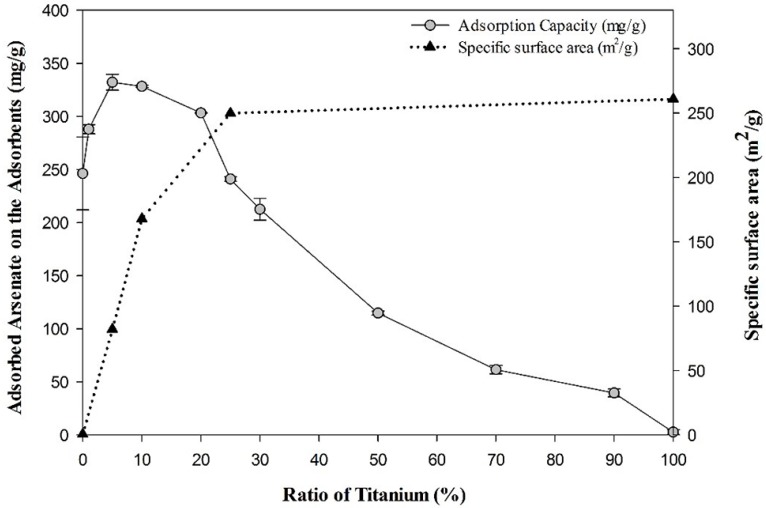 Adsorption Capacity (mg/g)
Specific surface area (m²/g)
Adsorbed Arsenate on the Adsorbents (mg/g)
400
350
300
250
200
150
100
50
0
300
250
200
150
100
50
0
Specific surface area (m²/g)
0 10 20 30 40 50 60 70 80 90 100
Ratio of Titanium (%)